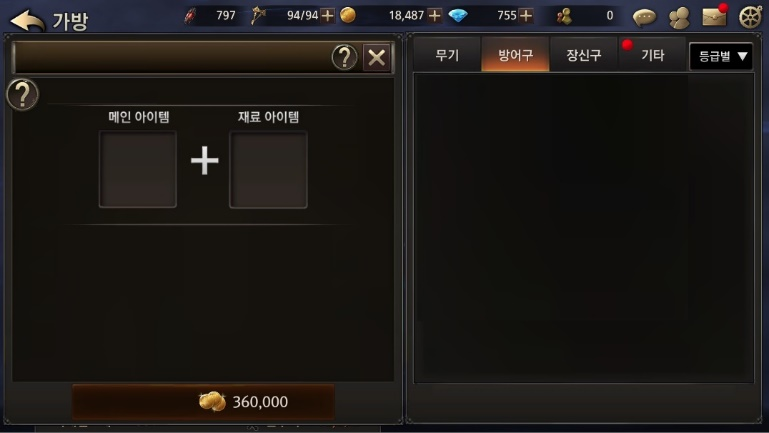 가방 797 94/94 18,487 755 0
?
무기 방어구 장신구 기타 등급별 ▼
?
메인 아이템 재료 아이템
+
360,000